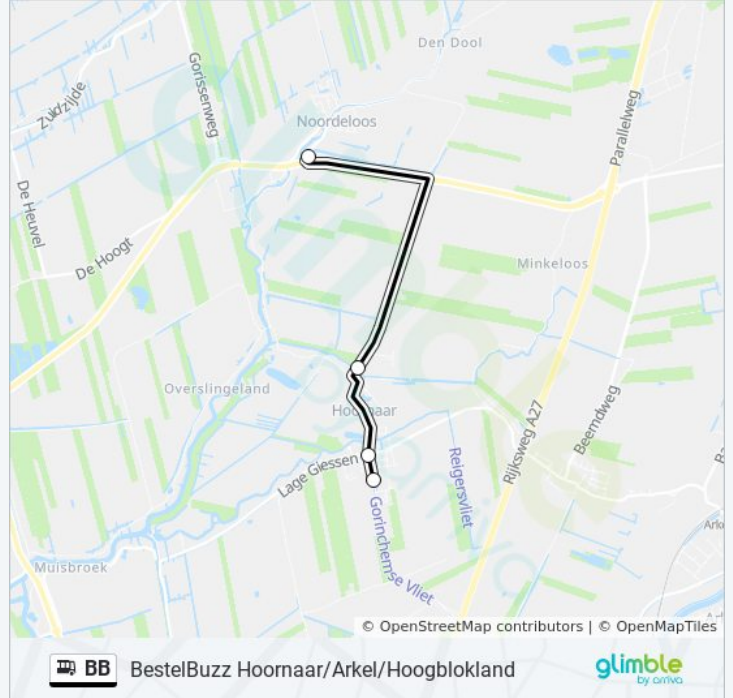 Den Dool
Gorissenweg
Zuidzijde
Parallelweg
Noordeloos
De Heuvel
De Hoogt
Minkeloos
Overslingeland
Hoornaar
Rijksweg A27
Beemdweg
Lage Giessen
Reigersvliet
Gorinchemse Vliet
Muisbroek
© OpenStreetMap contributors | © OpenMapTiles
BB BestelBuzz Hoornaar/Arkel/Hoogblokland
glimble
by arriva